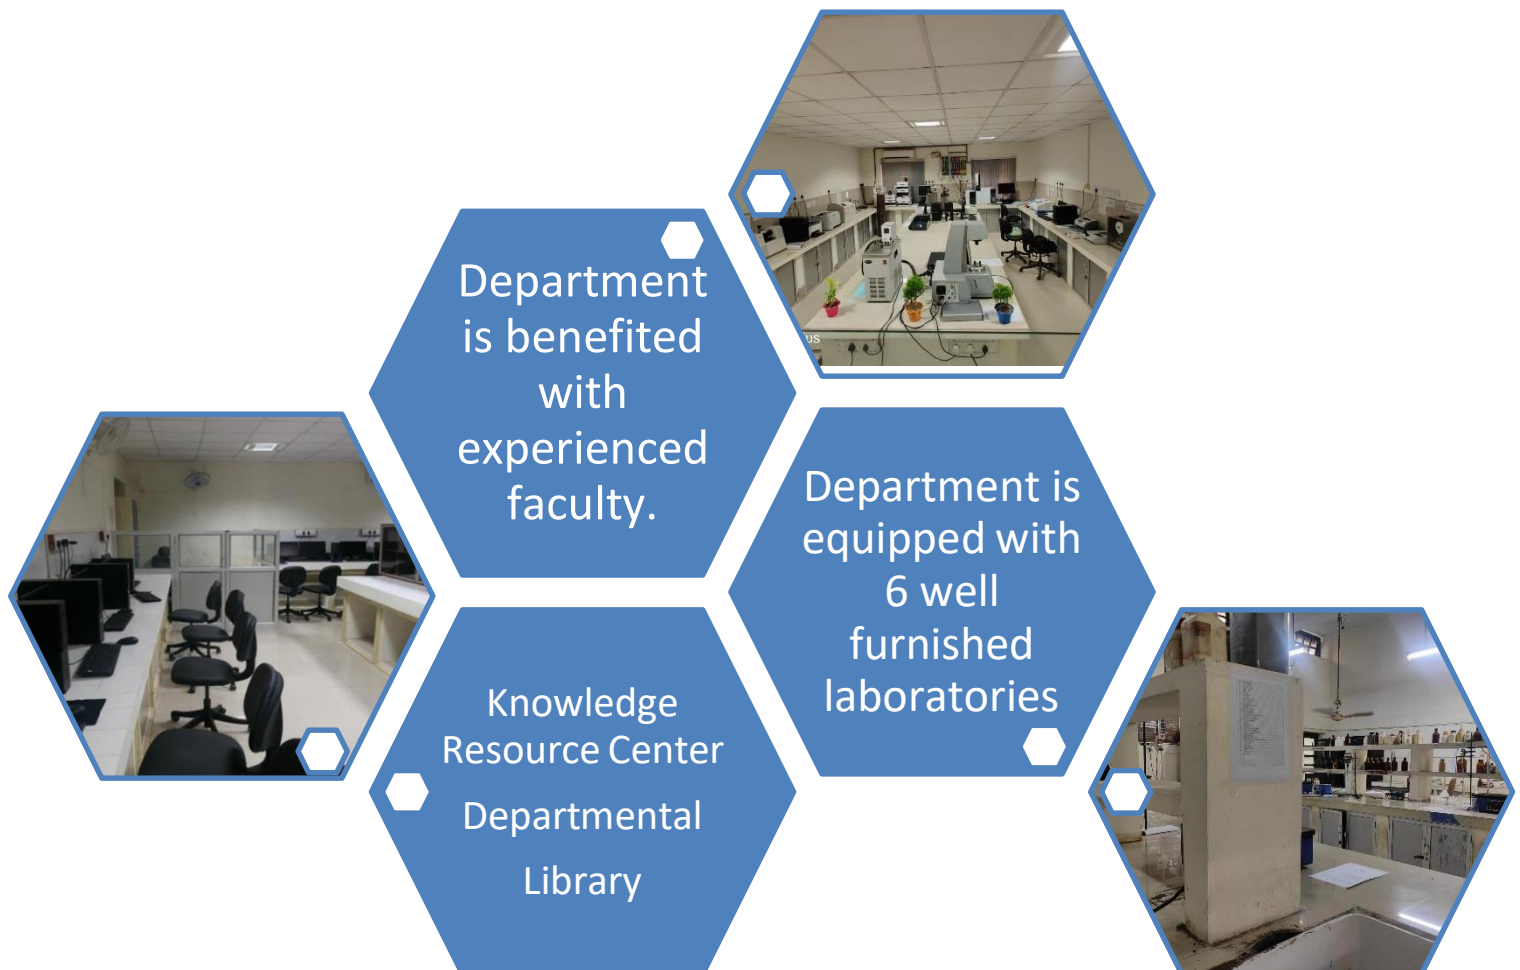 Department
is benefited
with
experienced
faculty.
Department is
equipped with
6 well
furnished
laboratories
Knowledge
Resource Center
Departmental
Library
us